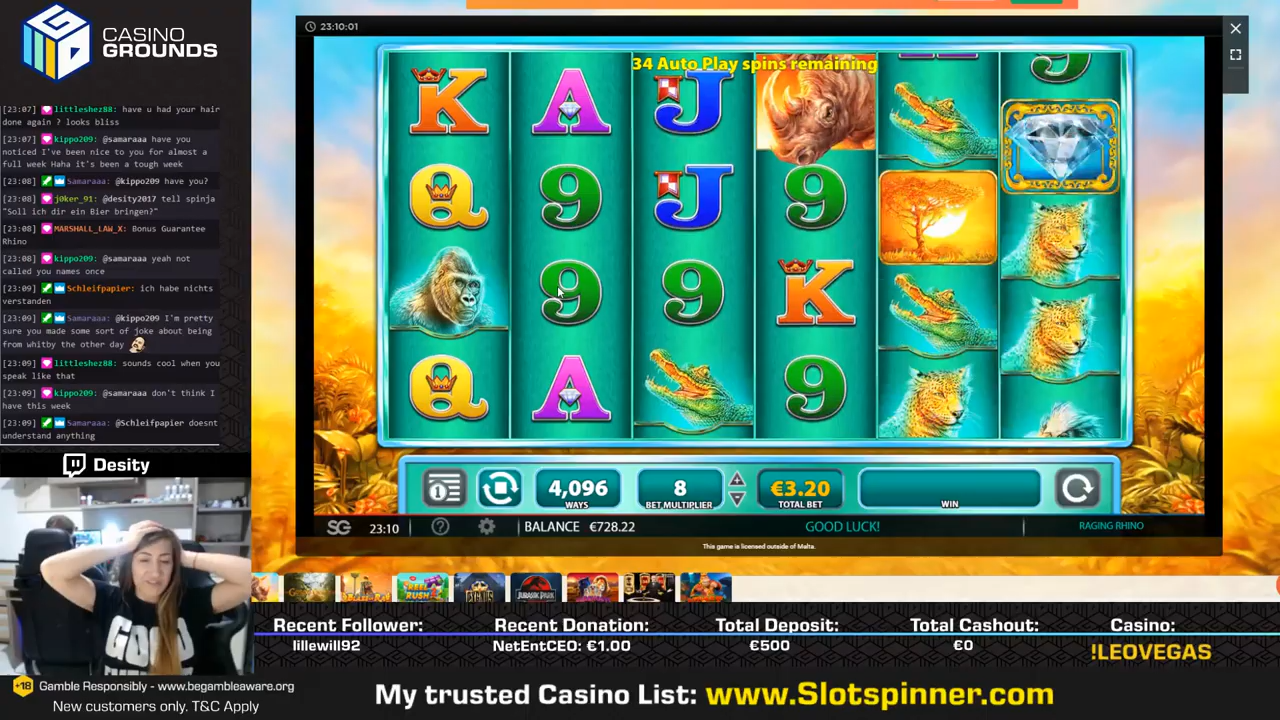 CASINO
GROUNDS
[23:07] littleshez88: have u had your hair
done again ? looks bliss
[23:07] kippo209: @samaraaa have you
noticed I've been nice to you for almost a
full week Haha it's been a tough week
[23:08] Samaraaa: @kippo209 have you?
[23:08] j0ker_91: @desity2017 tell spinja
"Soll ich dir ein Bier bringen?"
[23:08] MARSHALL_LAW_X: Bonus Guarantee
Rhino
[23:08] kippo209: @samaraaa yeah not
called you names once
[23:09] Schleifpapier: ich habe nichts
verstanden
[23:09] Samaraaa: @kippo209 I'm pretty
sure you made some sort of joke about being
from whitby the other day
[23:09] littleshez88: sounds cool when you
speak like that
[23:09] kippo209: @samaraaa don't think I
have this week
[23:09] Samaraaa: @Schleifpapier doesnt
understand anything
Desity
GOOD
+18 Gamble Responsibly - www.begambleaware.org
New customers only. T&C Apply
23:10:01
34 Auto Play spins remaining
K A J
Q 9 J 9
9 9 K
Q A 9
9
4,096
WAYS
8
BET MULTIPLIER
€3.20
TOTAL BET
WIN
SG 23:10 BALANCE €728.22 GOOD LUCK! RAGING RHINO
This game is licensed outside of Malta.
JURASSIC PARK
Recent Follower:
lillewill92
Recent Donation:
NetEntCEO: €1.00
Total Deposit:
€500
Total Cashout:
€0
Casino:
!LEOVEGAS
My trusted Casino List: www.Slotspinner.com